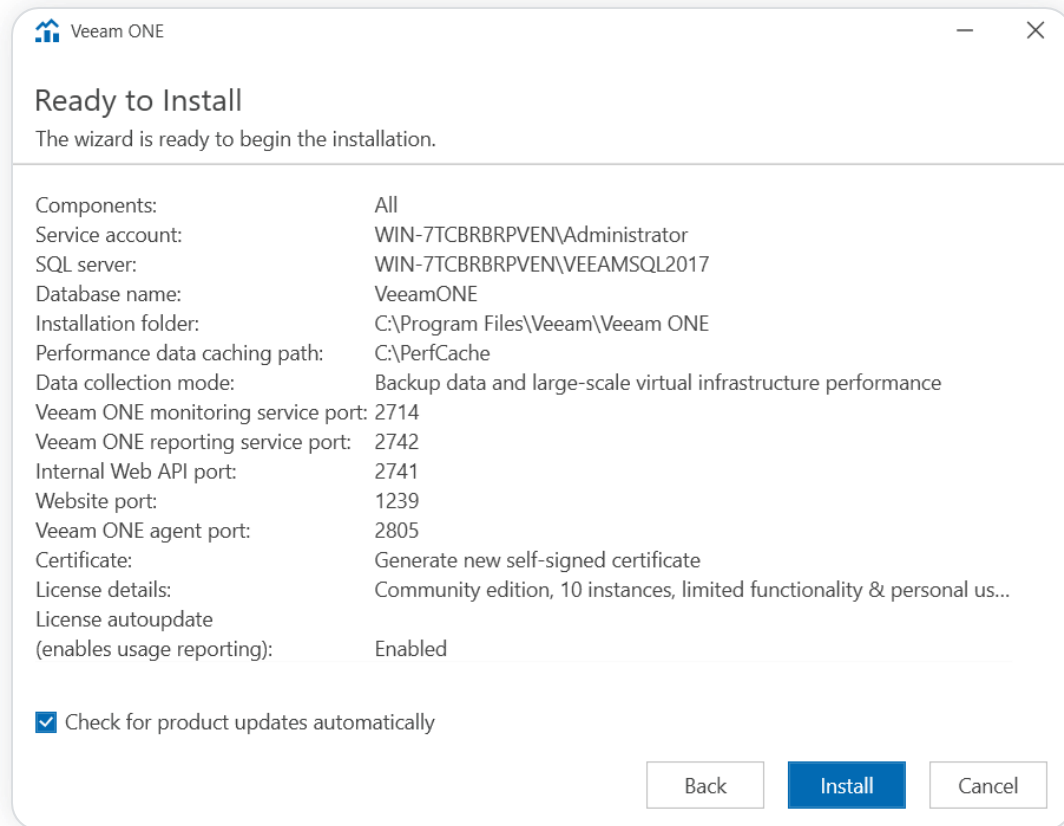 Veeam ONE
Ready to Install
The wizard is ready to begin the installation.
Components: All
Service account: WIN-7TCBRBRPVEN\Administrator
SQL server: WIN-7TCBRBRPVEN\VEEAMSQL2017
Database name: VeeamONE
Installation folder: C:\Program Files\Veeam\Veeam ONE
Performance data caching path: C:\PerfCache
Data collection mode: Backup data and large-scale virtual infrastructure performance
Veeam ONE monitoring service port: 2714
Veeam ONE reporting service port: 2742
Internal Web API port: 2741
Website port: 1239
Veeam ONE agent port: 2805
Certificate: Generate new self-signed certificate
License details: Community edition, 10 instances, limited functionality & personal us...
License autoupdate
(enables usage reporting): Enabled
Check for product updates automatically
Back Install Cancel